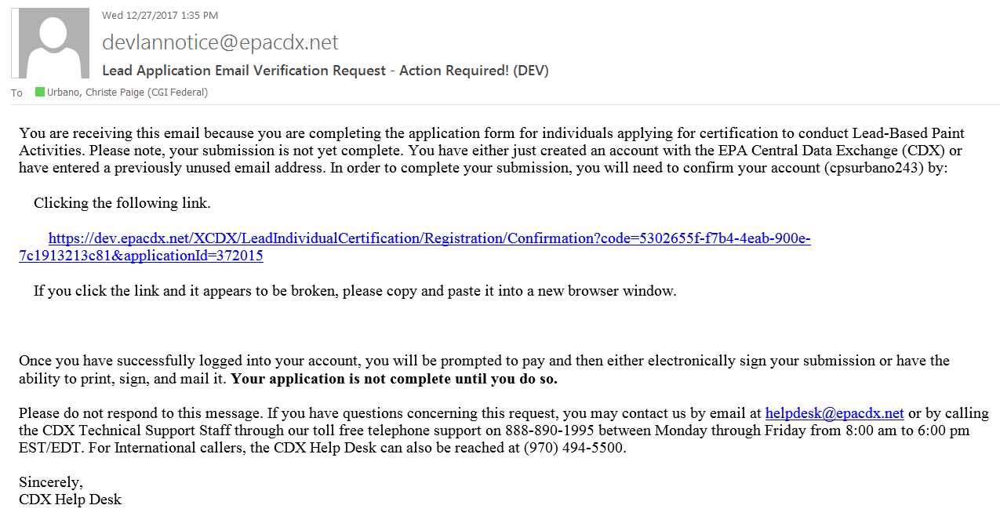 Wed 12/27/2017 1:35 PM
devlannotice@epacdx.net
Lead Application Email Verification Request - Action Required! (DEV)
To Urbano, Christe Paige (CGI Federal)
You are receiving this email because you are completing the application form for individuals applying for certification to conduct Lead-Based Paint
Activities. Please note, your submission is not yet complete. You have either just created an account with the EPA Central Data Exchange (CDX) or
have entered a previously unused email address. In order to complete your submission, you will need to confirm your account (cpsurbano243) by:
Clicking the following link.
https://dev.epacdx.net/XCDX/LeadIndividualCertification/Registration/Confirmation?code=5302655f-f7b4-4eab-900e-
7c1913213c81&applicationId=372015
If you click the link and it appears to be broken, please copy and paste it into a new browser window.
Once you have successfully logged into your account, you will be prompted to pay and then either electronically sign your submission or have the
ability to print, sign, and mail it. Your application is not complete until you do so.
Please do not respond to this message. If you have questions concerning this request, you may contact us by email at helpdesk@epacdx.net or by calling
the CDX Technical Support Staff through our toll free telephone support on 888-890-1995 between Monday through Friday from 8:00 am to 6:00 pm
EST/EDT. For International callers, the CDX Help Desk can also be reached at (970) 494-5500.
Sincerely,
CDX Help Desk